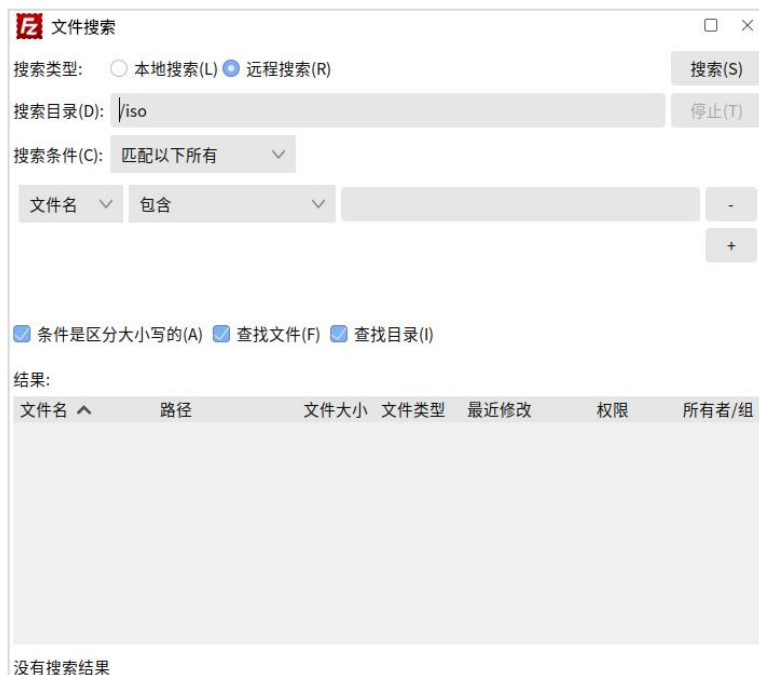 文件搜索
搜索类型: 本地搜索(L) 远程搜索(R) 搜索(S)
搜索目录(D): /iso 停止(T)
搜索条件(C): 匹配以下所有
文件名 包含 -
+
条件是区分大小写的(A) 查找文件(F) 查找目录(I)
结果:
文件名 路径 文件大小 文件类型 最近修改 权限 所有者/组
没有搜索结果